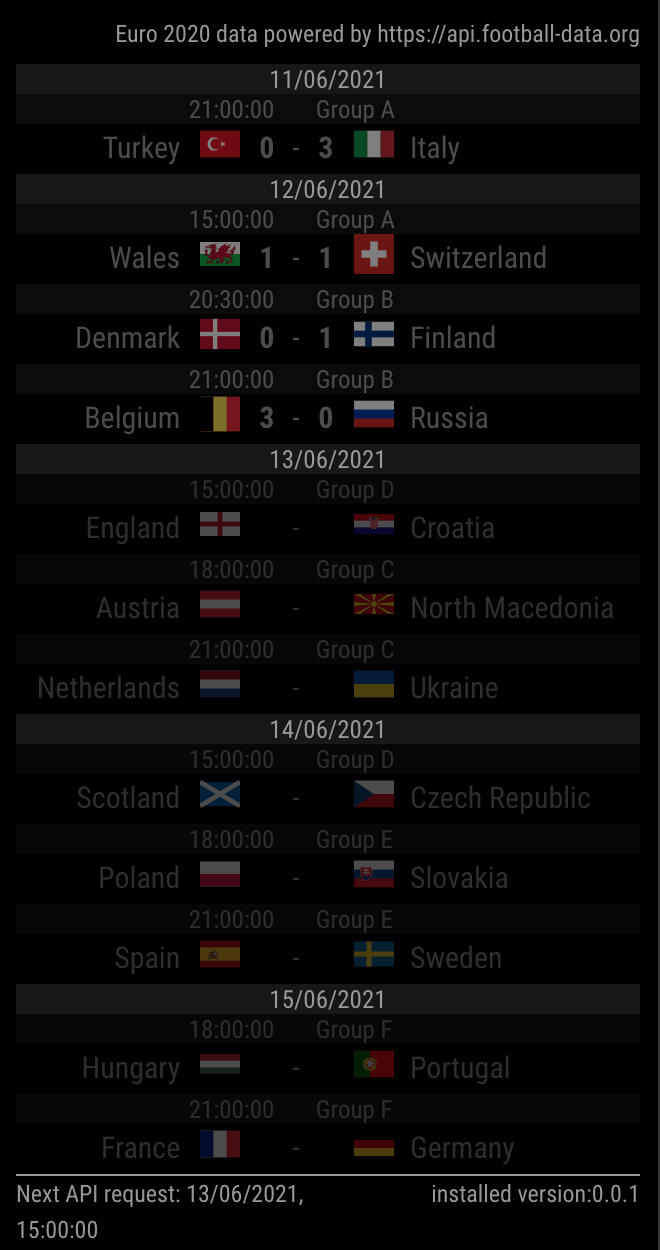 Euro 2020 data powered by https://api.football-data.org
11/06/2021
21:00:00 Group A
Turkey 0 - 3 Italy
12/06/2021
15:00:00 Group A
Wales 1 - 1 Switzerland
20:30:00 Group B
Denmark 0 - 1 Finland
21:00:00 Group B
Belgium 3 - 0 Russia
13/06/2021
15:00:00 Group D
England - Croatia
18:00:00 Group C
Austria - North Macedonia
21:00:00 Group C
Netherlands - Ukraine
14/06/2021
15:00:00 Group D
Scotland - Czech Republic
18:00:00 Group E
Poland - Slovakia
21:00:00 Group E
Spain - Sweden
15/06/2021
18:00:00 Group F
Hungary - Portugal
21:00:00 Group F
France - Germany
Next API request: 13/06/2021, installed version:0.0.1
15:00:00